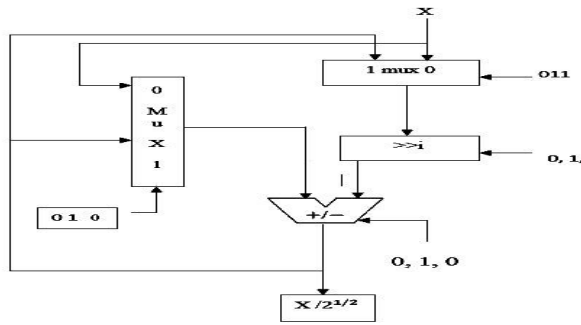 X
1 mux 0
011
0
M
u
X
1
>>i
0, 1,
0 1 0
+/-
0, 1, 0
X /2^{1/2}